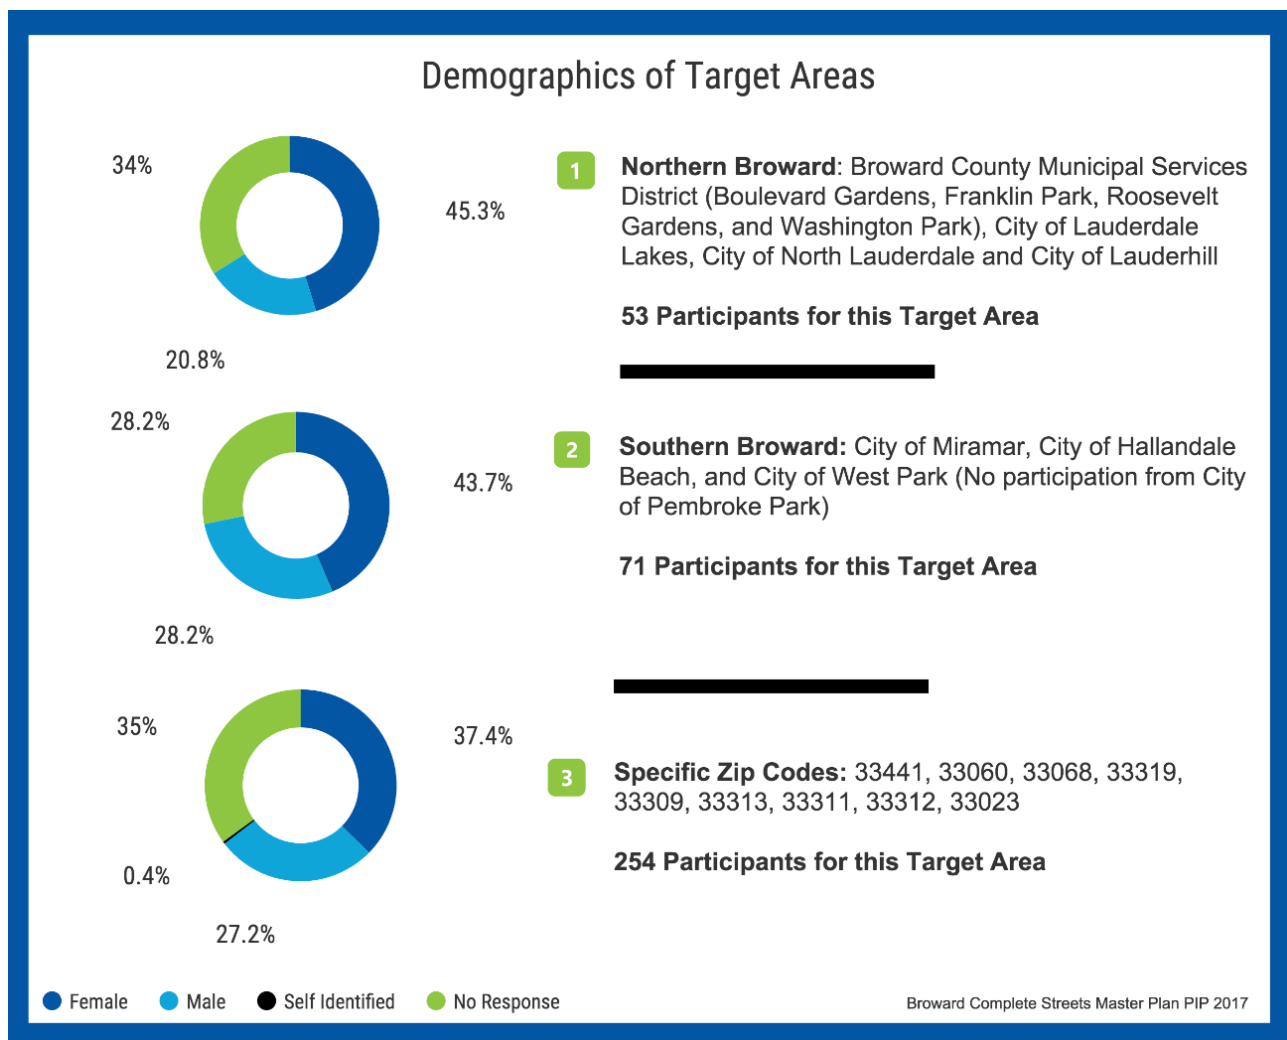 Demographics of Target Areas
34%
45.3%
20.8%
1
Northern Broward: Broward County Municipal Services
District (Boulevard Gardens, Franklin Park, Roosevelt
Gardens, and Washington Park), City of Lauderdale
Lakes, City of North Lauderdale and City of Lauderhill
53 Participants for this Target Area
28.2%
43.7%
28.2%
2
Southern Broward: City of Miramar, City of Hallandale
Beach, and City of West Park (No participation from City
of Pembroke Park)
71 Participants for this Target Area
35%
37.4%
0.4%
27.2%
3
Specific Zip Codes: 33441, 33060, 33068, 33319,
33309, 33313, 33311, 33312, 33023
254 Participants for this Target Area
Female Male Self Identified No Response
Broward Complete Streets Master Plan PIP 2017